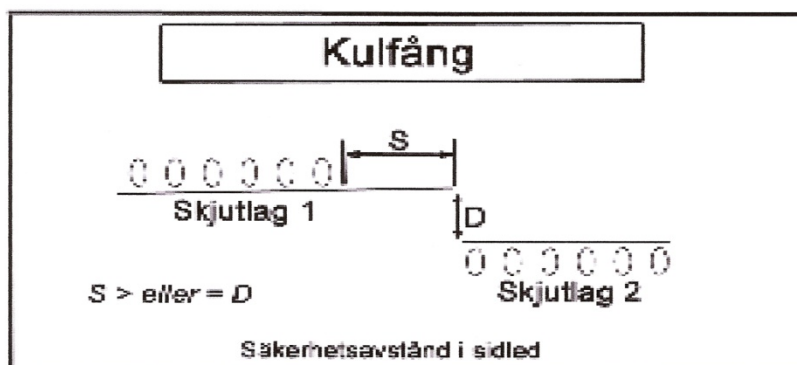 Kulfång
S
Skjutlag 1
D
S > eller = D
Skjutlag 2
Säkerhetsavstånd i sidled